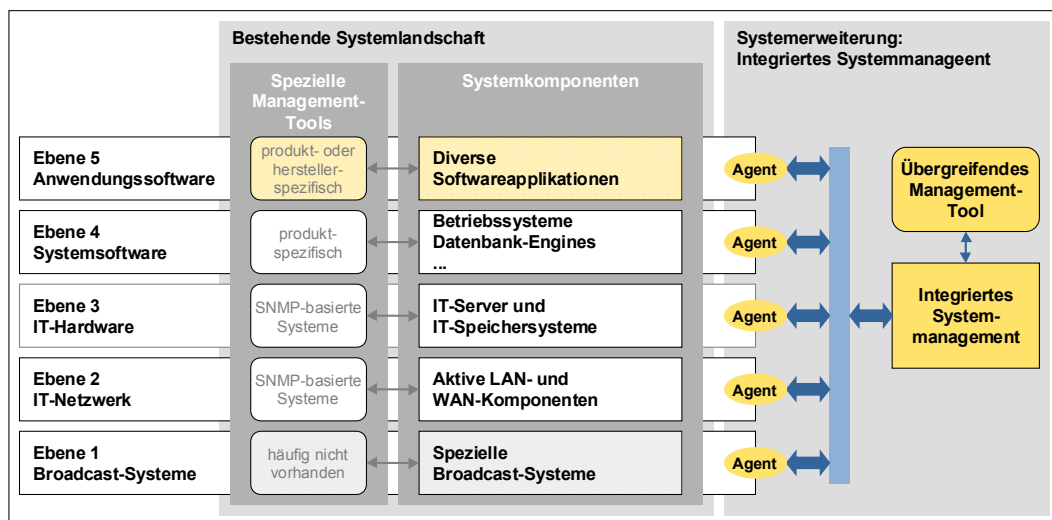 Bestehende Systemlandschaft
Systemerweiterung:
Integriertes Systemmanageent
Spezielle
Management-
Tools
Systemkomponenten
Ebene 5
Anwendungssoftware
produkt- oder
hersteller-
spezifisch
Diverse
Softwareapplikationen
Agent
Ebene 4
Systemsoftware
produkt-
spezifisch
Betriebssysteme
Datenbank-Engines
...
Agent
Ebene 3
IT-Hardware
SNMP-basierte
Systeme
IT-Server und
IT-Speichersysteme
Agent
Ebene 2
IT-Netzwerk
SNMP-basierte
Systeme
Aktive LAN- und
WAN-Komponenten
Agent
Ebene 1
Broadcast-Systeme
häufig nicht
vorhanden
Spezielle
Broadcast-Systeme
Agent
Übergreifendes
Management-
Tool
Integriertes
System-
management